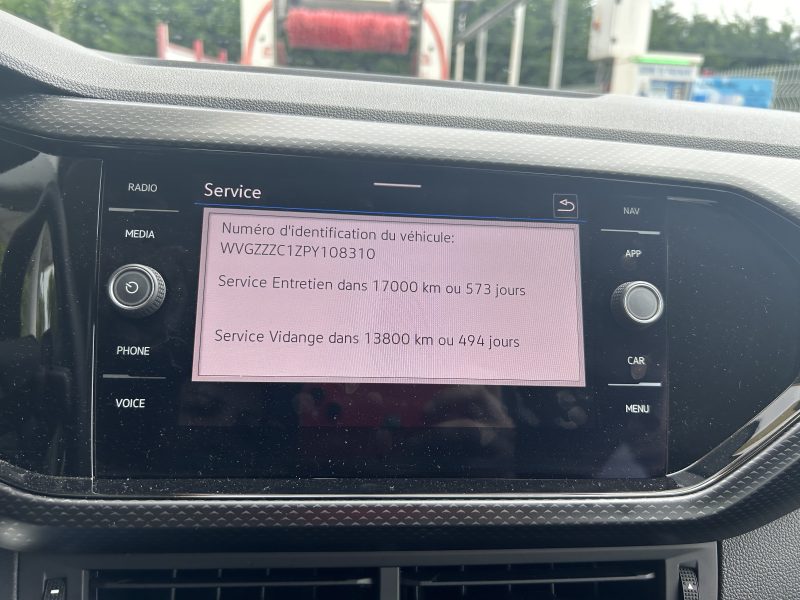 RADIO
MEDIA
PHONE
VOICE
Service
Numéro d'identification du véhicule:
WVGZZZC1ZPY108310
Service Entretien dans 17000 km ou 573 jours
Service Vidange dans 13800 km ou 494 jours
NAV
APP
CAR
MENU